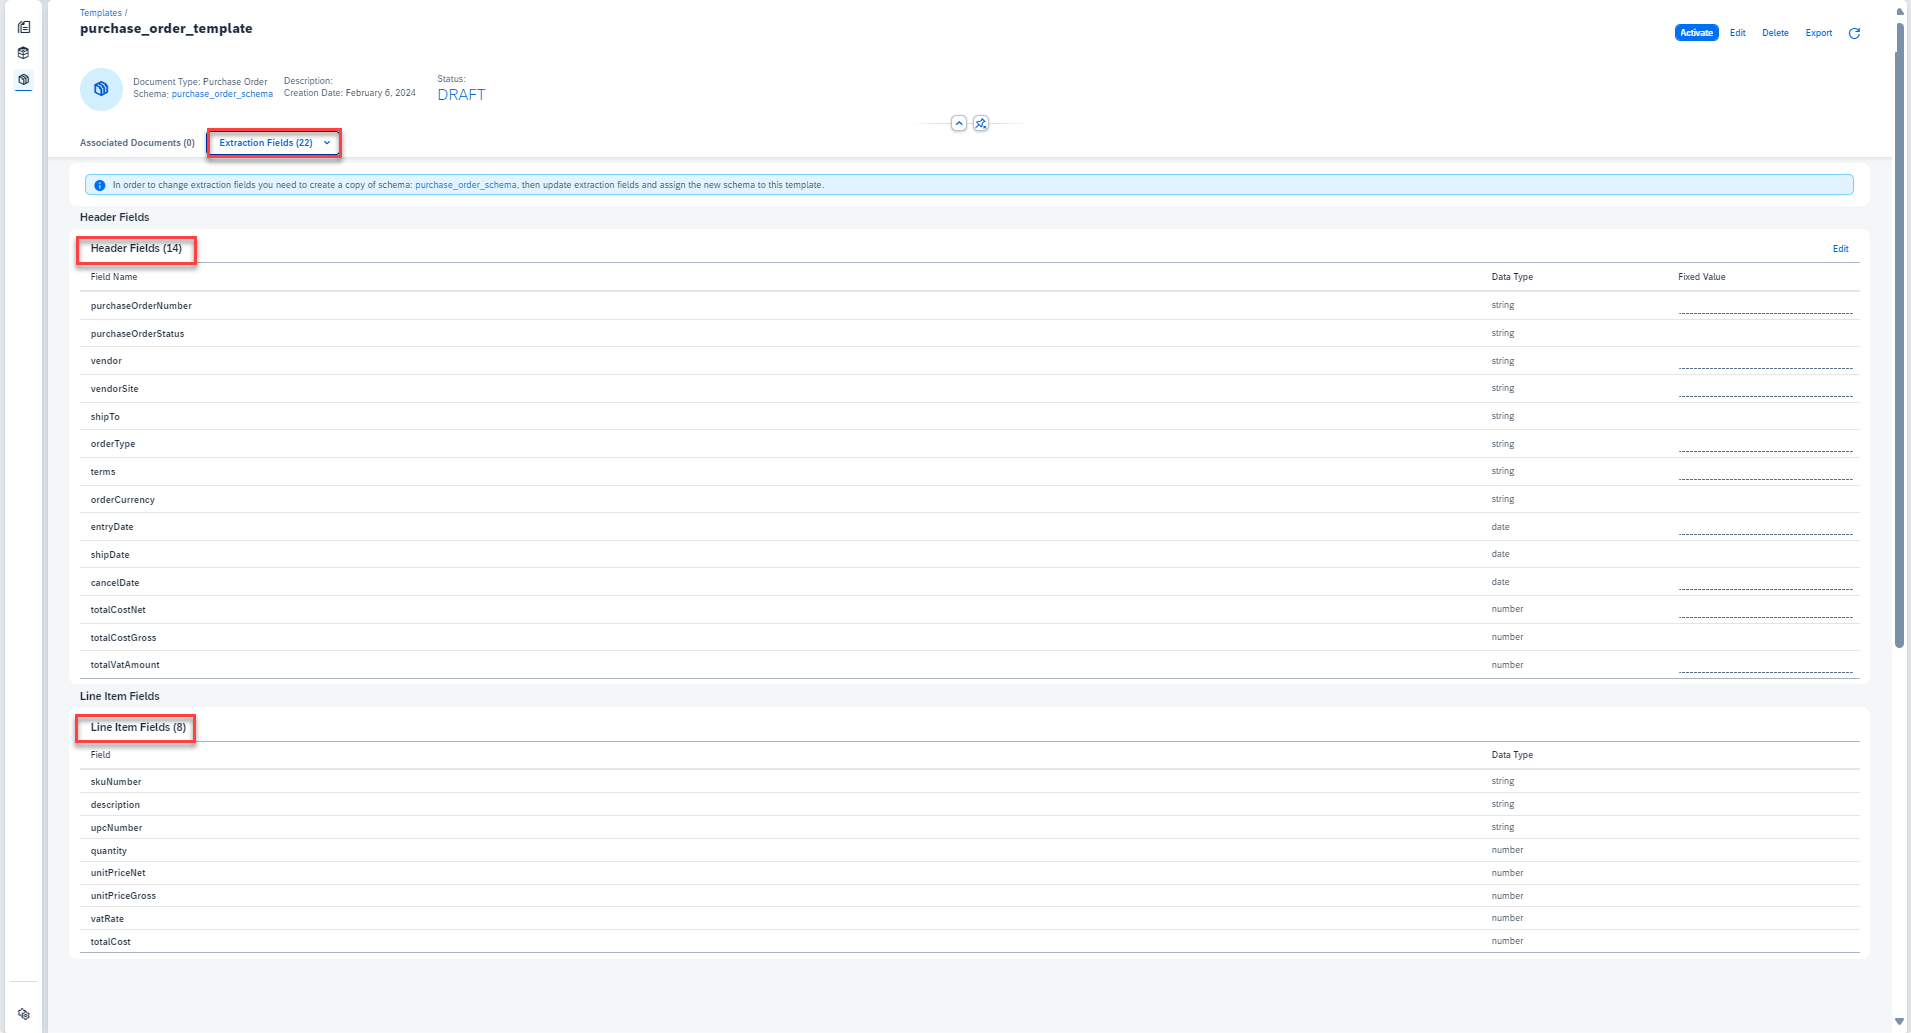 Templates /
purchase_order_template
Activate Edit Delete Export
Document Type: Purchase Order Description: Status:
Schema: purchase_order_schema Creation Date: February 6, 2024 DRAFT
Associated Documents (0) Extraction Fields (22)
In order to change extraction fields you need to create a copy of schema: purchase_order_schema, then update extraction fields and assign the new schema to this template.
Header Fields
Header Fields (14) Edit
Field Name Data Type Fixed Value
purchaseOrderNumber string
purchaseOrderStatus string
vendor string
vendorSite string
shipTo string
orderType string
terms string
orderCurrency string
entryDate date
shipDate date
cancelDate date
totalCostNet number
totalCostGross number
totalVatAmount number
Line Item Fields
Line Item Fields (8)
Field Data Type
skuNumber string
description string
upcNumber string
quantity number
unitPriceNet number
unitPriceGross number
vatRate number
totalCost number